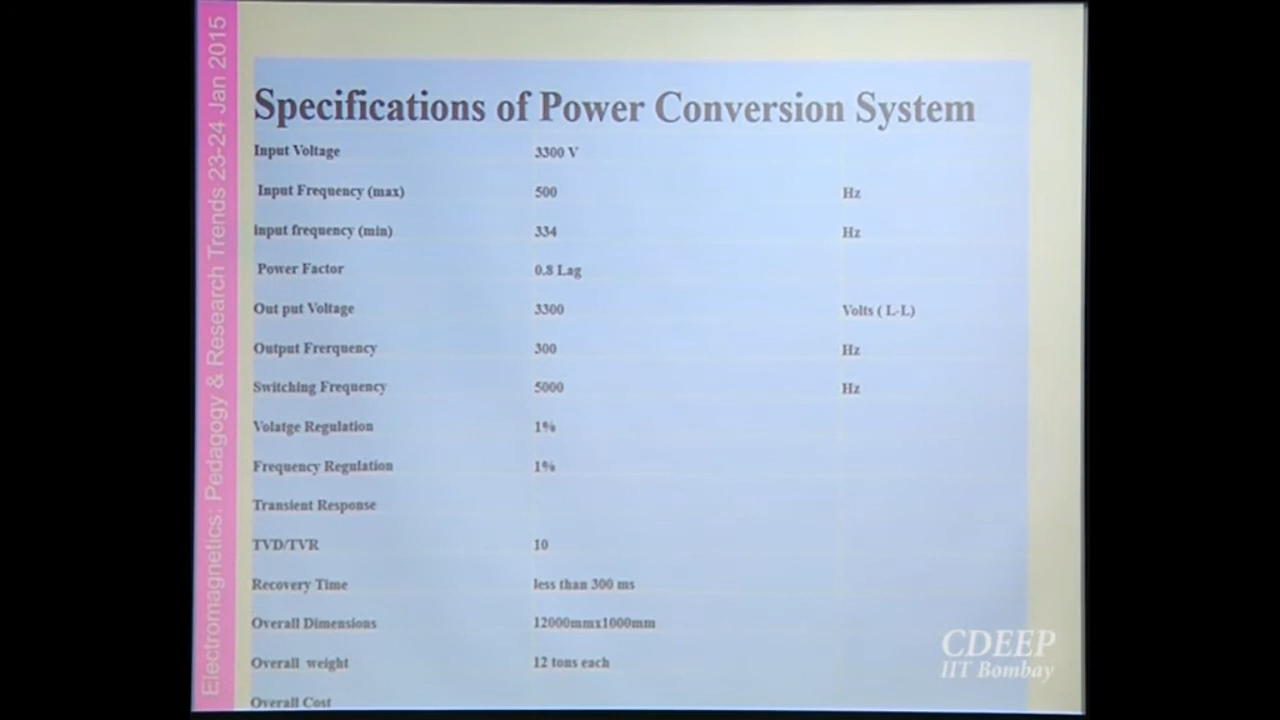 Electromagnetics: Pedagogy & Research Trends 23-24 Jan 2015
Specifications of Power Conversion System
Input Voltage 3300 V
Input Frequency (max) 500 Hz
Input frequency (min) 334 Hz
Power Factor 0.8 Lag
Out put Voltage 3300 Volts ( L-L)
Output Frerquency 300 Hz
Switching Frequency 5000 Hz
Volatge Regulation 1%
Frequency Regulation 1%
Transient Response
TVD/TVR 10
Recovery Time less than 300 ms
Overall Dimensions 12000mmx1000mm
Overall weight 12 tons each
Overall Cost
CDEEP
IIT Bombay